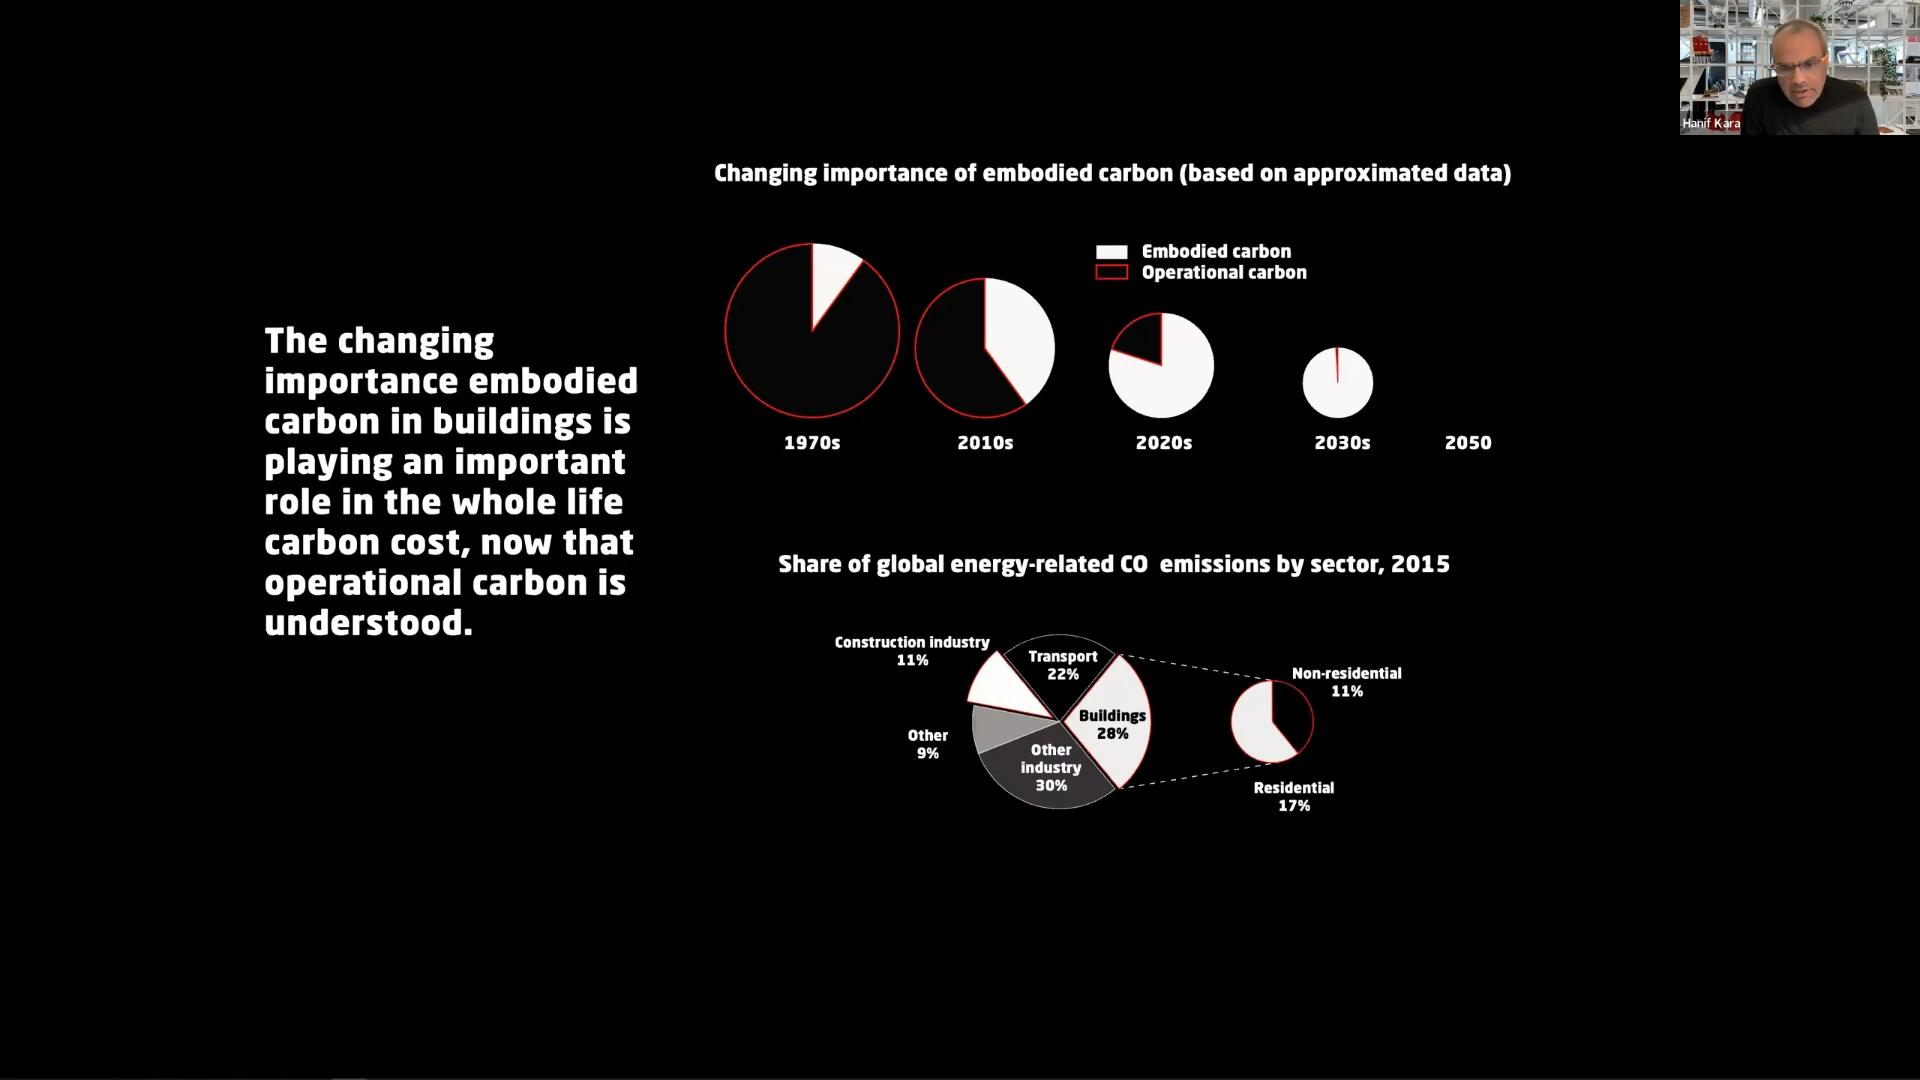 Hanif Kara
Changing importance of embodied carbon (based on approximated data)
Embodied carbon
Operational carbon
The changing
importance embodied
carbon in buildings is
playing an important
role in the whole life
carbon cost, now that
operational carbon is
understood.
1970s
2010s
2020s
2030s
2050
Share of global energy-related CO emissions by sector, 2015
Construction industry
11%
Transport
22%
Buildings
28%
Other
9%
Other
industry
30%
Non-residential
11%
Residential
17%